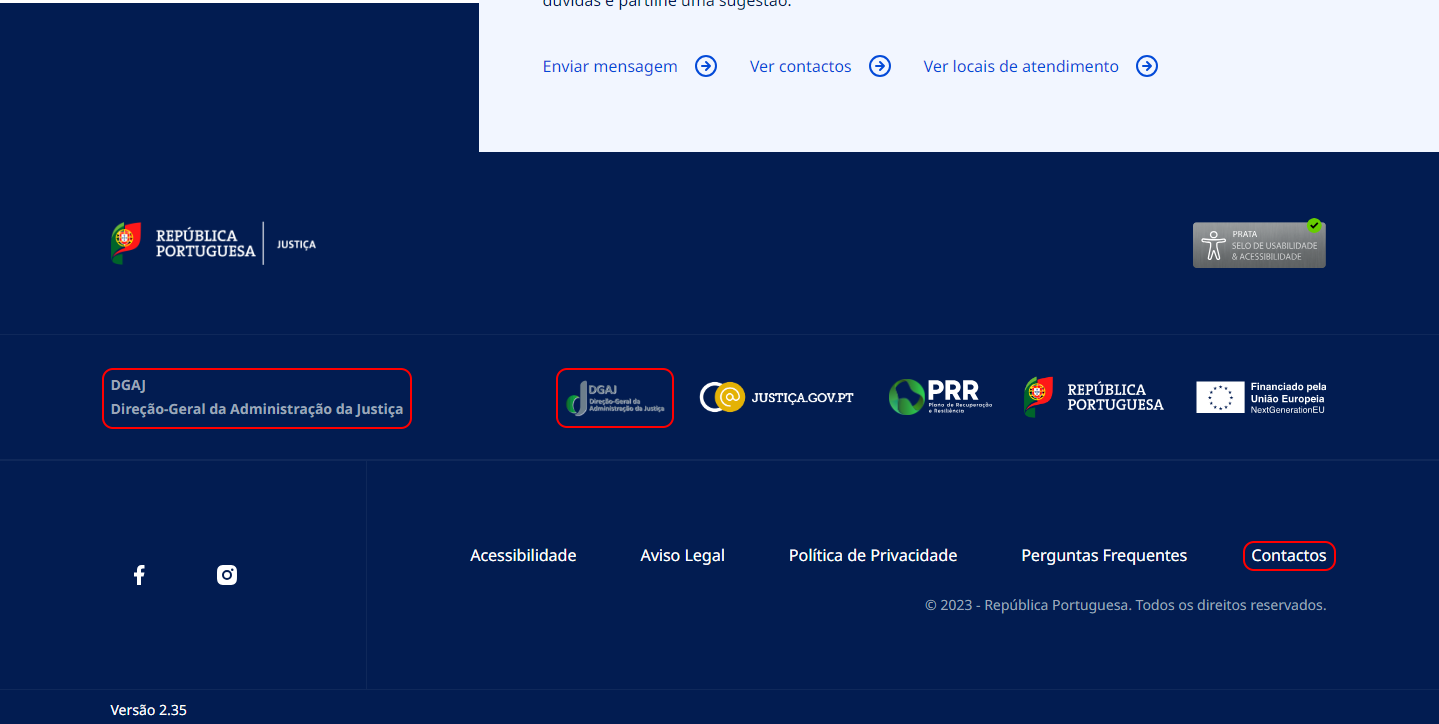 dúvidas e partilhe uma sugestão.
Enviar mensagem Ver contactos Ver locais de atendimento
REPÚBLICA
PORTUGUESA
JUSTIÇA
PRATA
SELO DE USABILIDADE
& ACESSIBILIDADE
DGAJ
Direção-Geral da Administração da Justiça
DGAJ
Direção-Geral da
Administração da Justiça
JUSTIÇA.GOV.PT
PRR
Plano de Recuperação
e Resiliência
REPÚBLICA
PORTUGUESA
Financiado pela
União Europeia
NextGenerationEU
Acessibilidade Aviso Legal Política de Privacidade Perguntas Frequentes Contactos
© 2023 - República Portuguesa. Todos os direitos reservados.
Versão 2.35